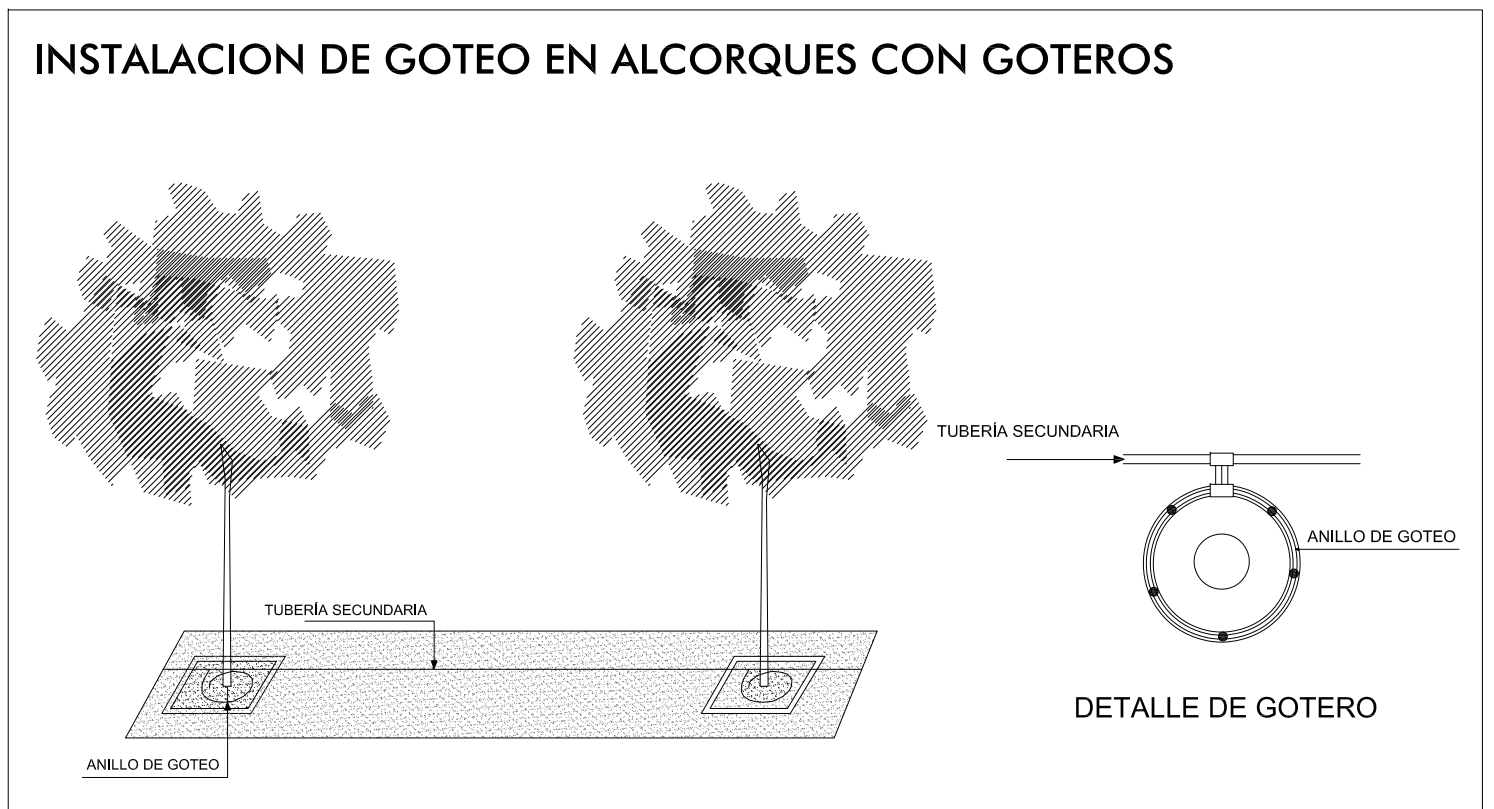 INSTALACION DE GOTEO EN ALCORQUES CON GOTEROS
TUBERÍA SECUNDARIA
ANILLO DE GOTEO
TUBERÍA SECUNDARIA
ANILLO DE GOTEO
DETALLE DE GOTERO